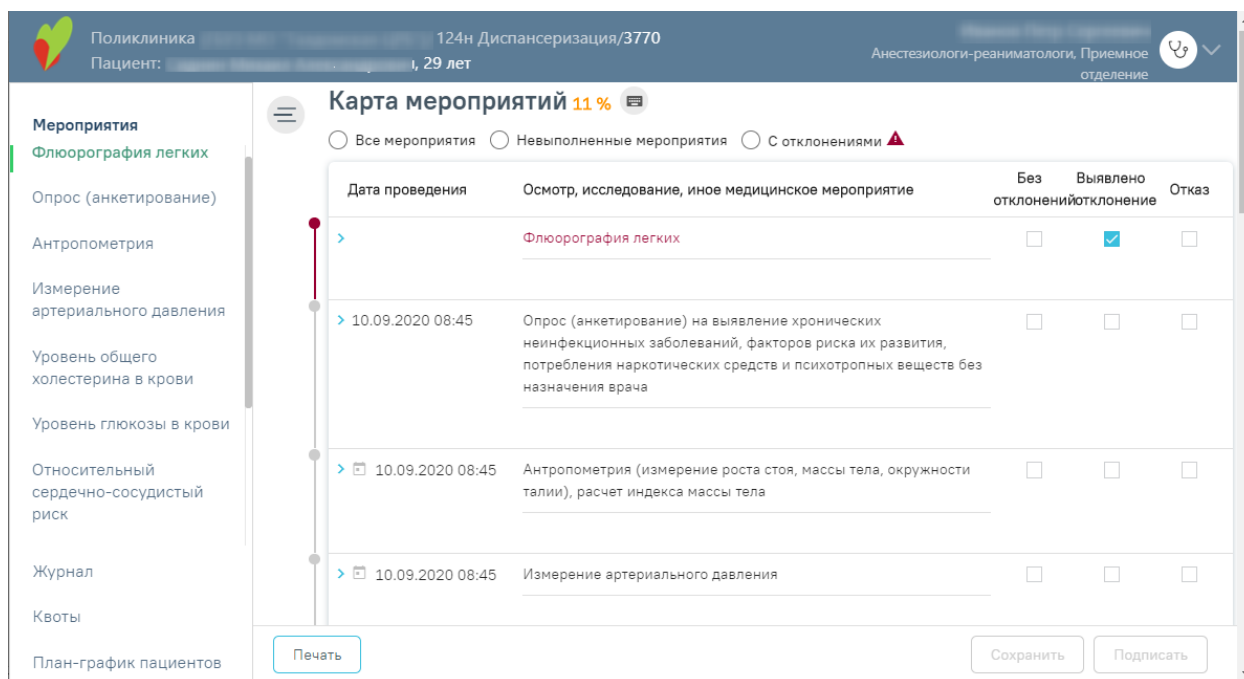 Поликлиника 124н Диспансеризация/3770
Пациент: , 29 лет
Анестезиологи-реаниматологи, Приемное
отделение
Мероприятия
Флюорография легких
Опрос (анкетирование)
Антропометрия
Измерение
артериального давления
Уровень общего
холестерина в крови
Уровень глюкозы в крови
Относительный
сердечно-сосудистый
риск
Журнал
Квоты
План-график пациентов
Карта мероприятий 11 %
Все мероприятия Невыполненные мероприятия С отклонениями
Дата проведения Осмотр, исследование, иное медицинское мероприятие Без отклонений Выявлено отклонение Отказ
Флюорография легких
10.09.2020 08:45 Опрос (анкетирование) на выявление хронических
неинфекционных заболеваний, факторов риска их развития,
потребления наркотических средств и психотропных веществ без
назначения врача
10.09.2020 08:45 Антропометрия (измерение роста стоя, массы тела, окружности
талии), расчет индекса массы тела
10.09.2020 08:45 Измерение артериального давления
Печать Сохранить Подписать